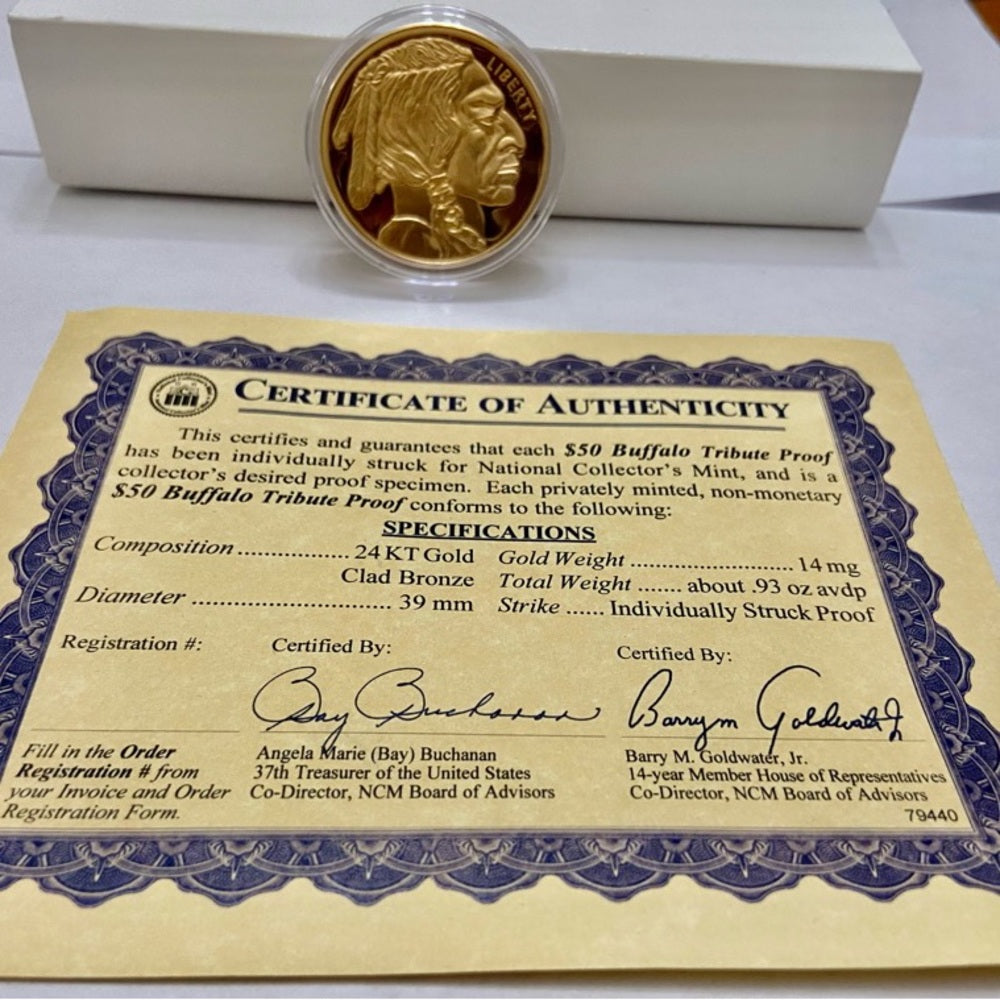 LIBERTY
CERTIFICATE OF AUTHENTICITY
This certifies and guarantees that each $50 Buffalo Tribute Proof
has been individually struck for National Collector's Mint, and is a
collector's desired proof specimen. Each privately minted, non-monetary
$50 Buffalo Tribute Proof conforms to the following:
SPECIFICATIONS
Composition ................ 24 KT Gold
Clad Bronze
Diameter ............................ 39 mm
Gold Weight .......................... 14 mg
Total Weight ....... about .93 oz avdp
Strike ...... Individually Struck Proof
Registration #:
Fill in the Order
Registration # from
your Invoice and Order
Registration Form.
Certified By:
Bay Buchanan
Angela Marie (Bay) Buchanan
37th Treasurer of the United States
Co-Director, NCM Board of Advisors
Certified By:
Barry m Goldwater Jr
Barry M. Goldwater, Jr.
14-year Member House of Representatives
Co-Director, NCM Board of Advisors
79440